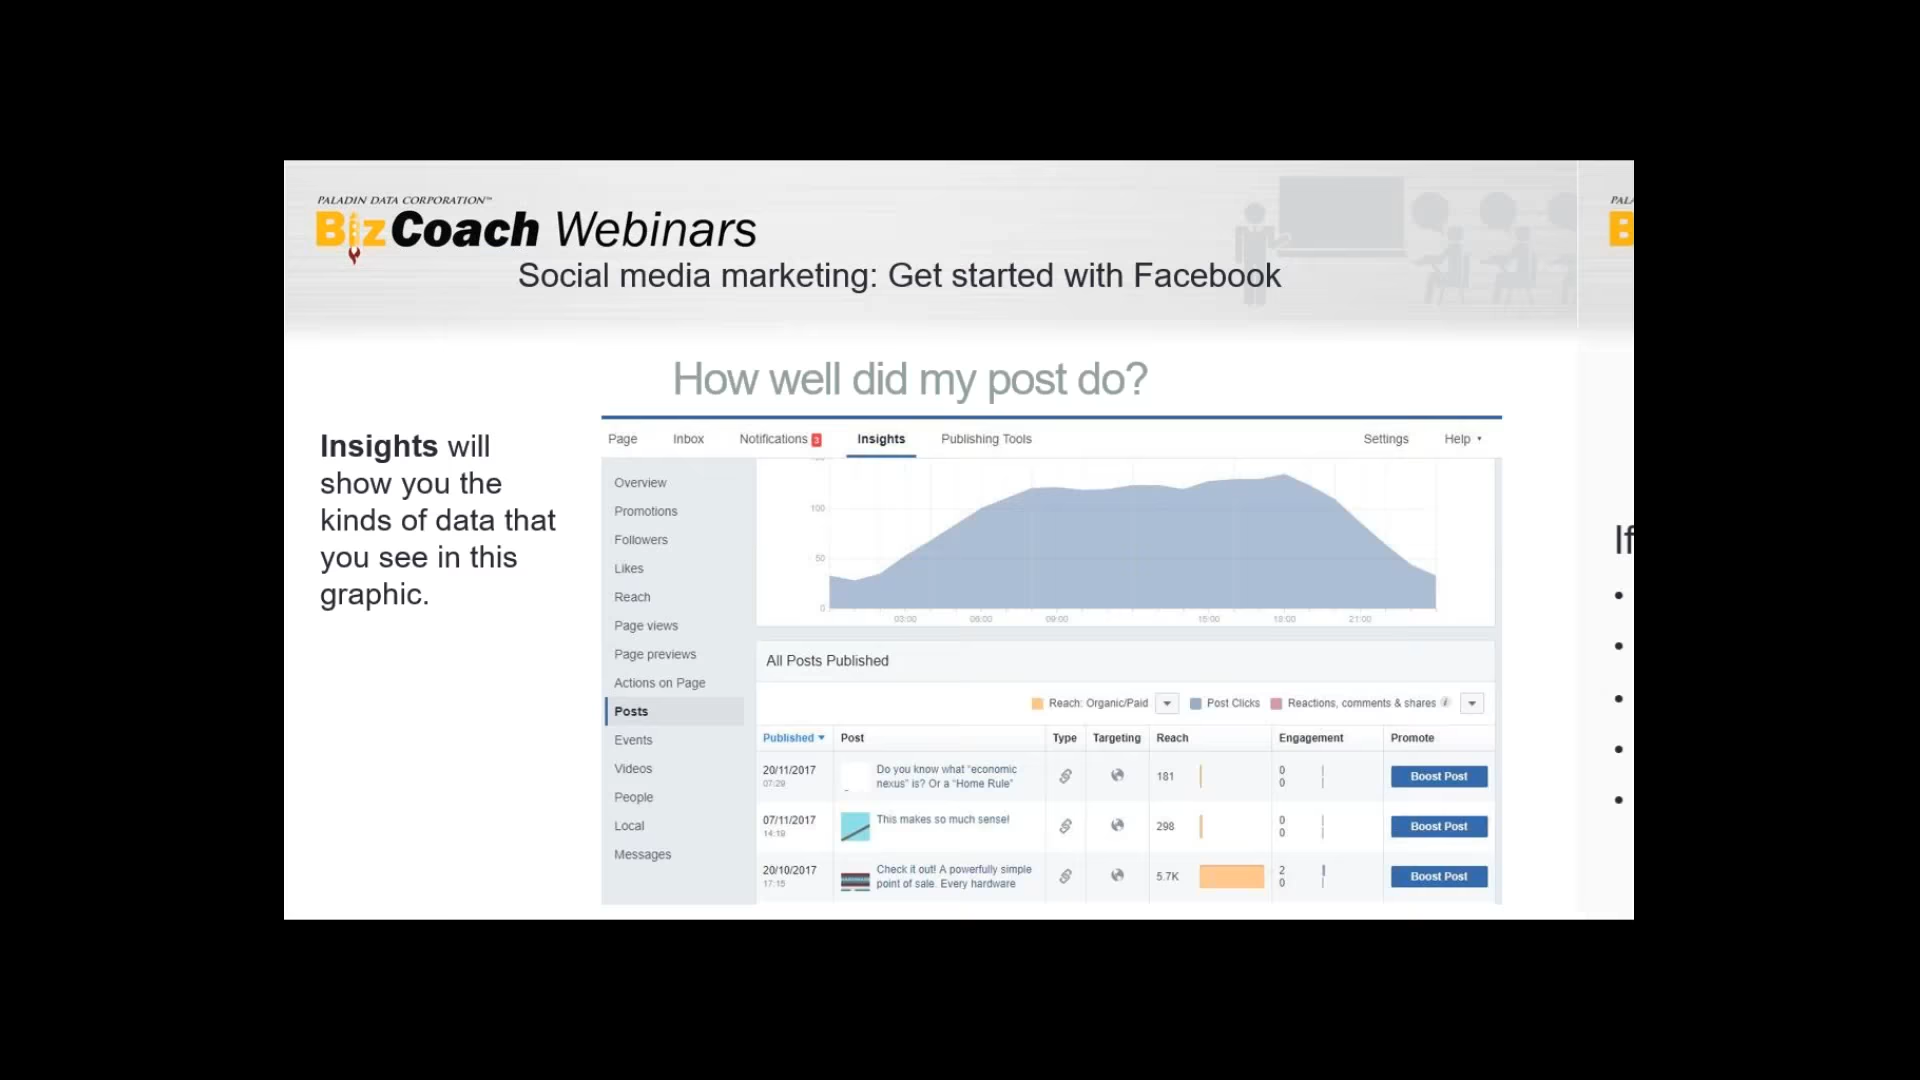 PALADIN DATA CORPORATION™
BizCoach Webinars
Social media marketing: Get started with Facebook
PAL
B
How well did my post do?
Insights will
show you the
kinds of data that
you see in this
graphic.
Page Inbox Notifications 3 Insights Publishing Tools Settings Help
Overview
Promotions
Followers
Likes
Reach
Page views
Page previews
Actions on Page
Posts
Events
Videos
People
Local
Messages
100
50
0
03:00 06:00 09:00 15:00 18:00 21:00
All Posts Published
Reach: Organic/Paid Post Clicks Reactions, comments & shares i
Published Post Type Targeting Reach Engagement Promote
20/11/2017 07:29 Do you know what “economic nexus” is? Or a “Home Rule” 181 0 0 Boost Post
07/11/2017 14:19 This makes so much sense! 298 0 0 Boost Post
20/10/2017 17:15 Check it out! A powerfully simple point of sale. Every hardware 5.7K 2 0 Boost Post
If
•
•
•
•
•